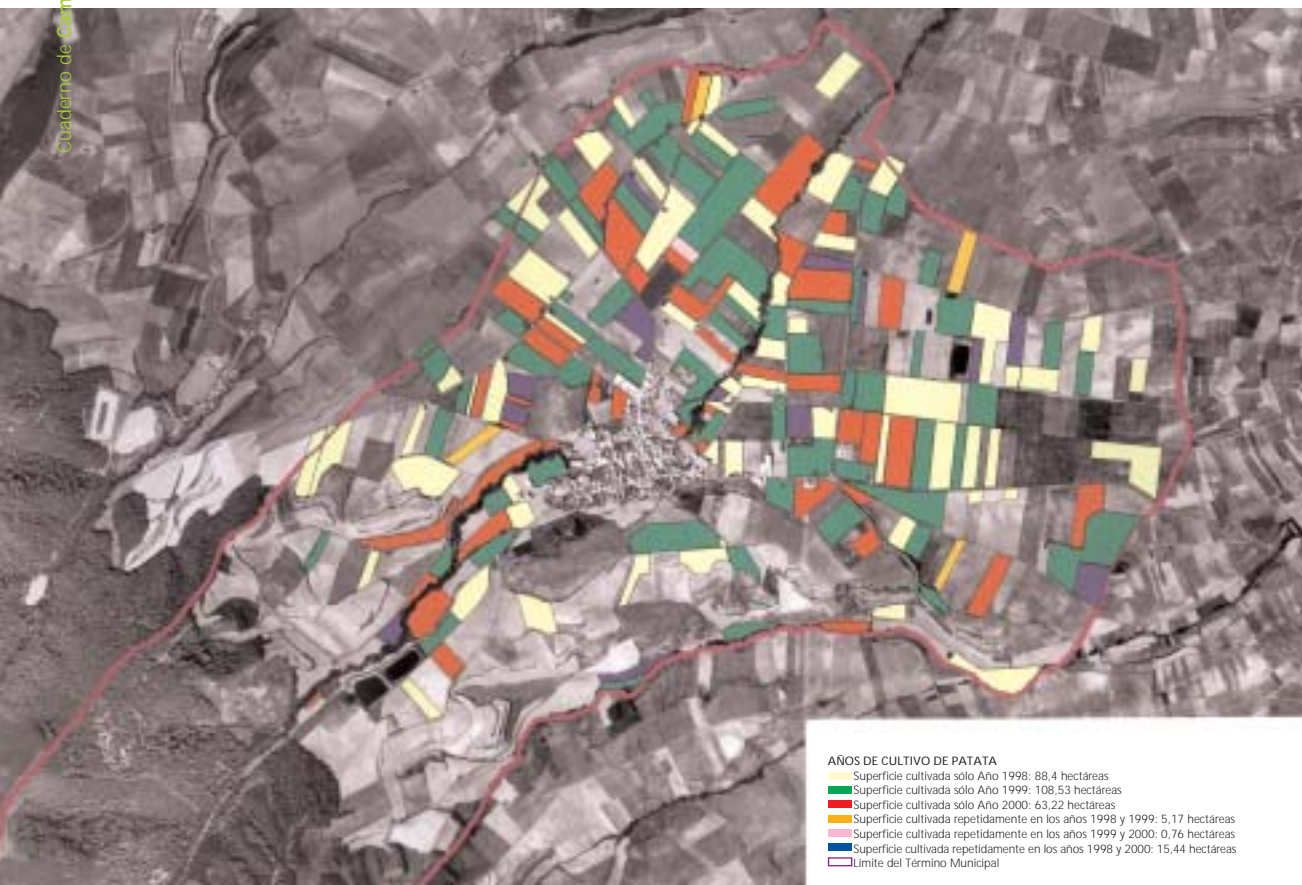 Cuaderno de Cam
AÑOS DE CULTIVO DE PATATA
Superficie cultivada sólo Año 1998: 88,4 hectáreas
Superficie cultivada sólo Año 1999: 108,53 hectáreas
Superficie cultivada sólo Año 2000: 63,22 hectáreas
Superficie cultivada repetidamente en los años 1998 y 1999: 5,17 hectáreas
Superficie cultivada repetidamente en los años 1999 y 2000: 0,76 hectáreas
Superficie cultivada repetidamente en los años 1998 y 2000: 15,44 hectáreas
Límite del Término Municipal